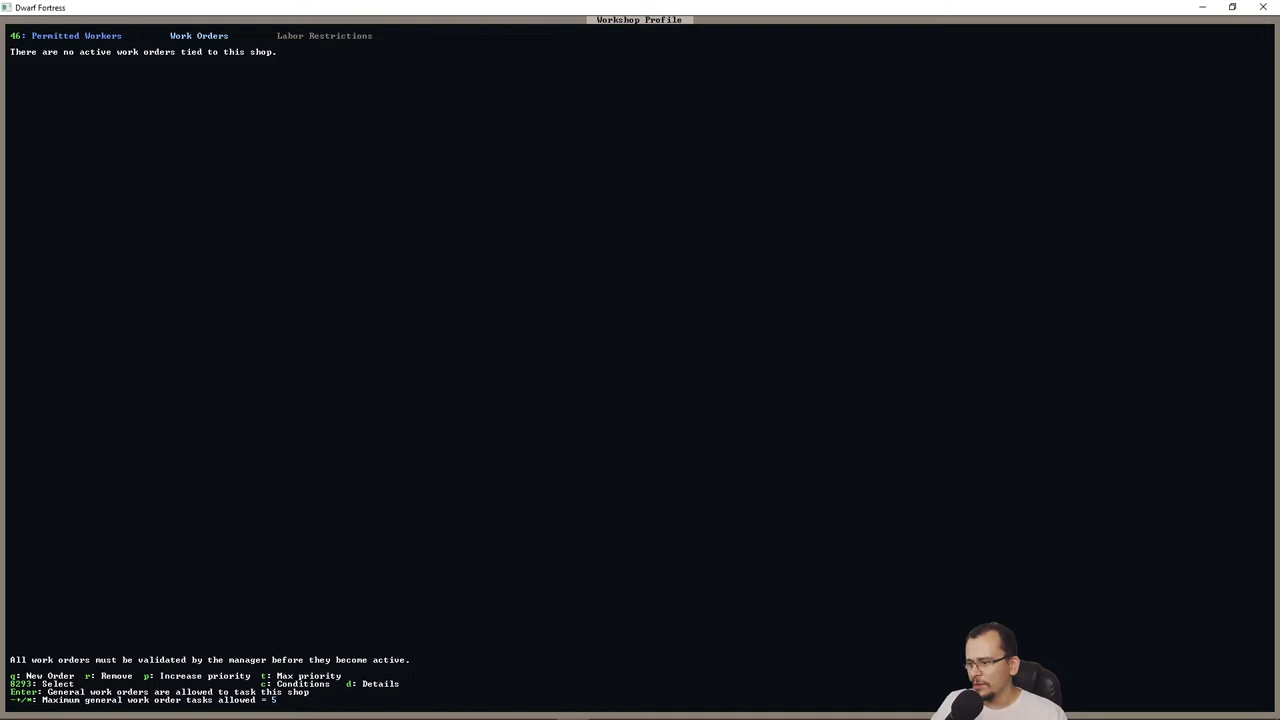 Dwarf Fortress
Workshop Profile
46: Permitted Workers Work Orders Labor Restrictions
There are no active work orders tied to this shop.
All work orders must be validated by the manager before they become active.
q: New Order r: Remove p: Increase priority t: Max priority
8293: Select c: Conditions d: Details
Enter: General work orders are allowed to task this shop
-+/*: Maximum general work order tasks allowed = 5